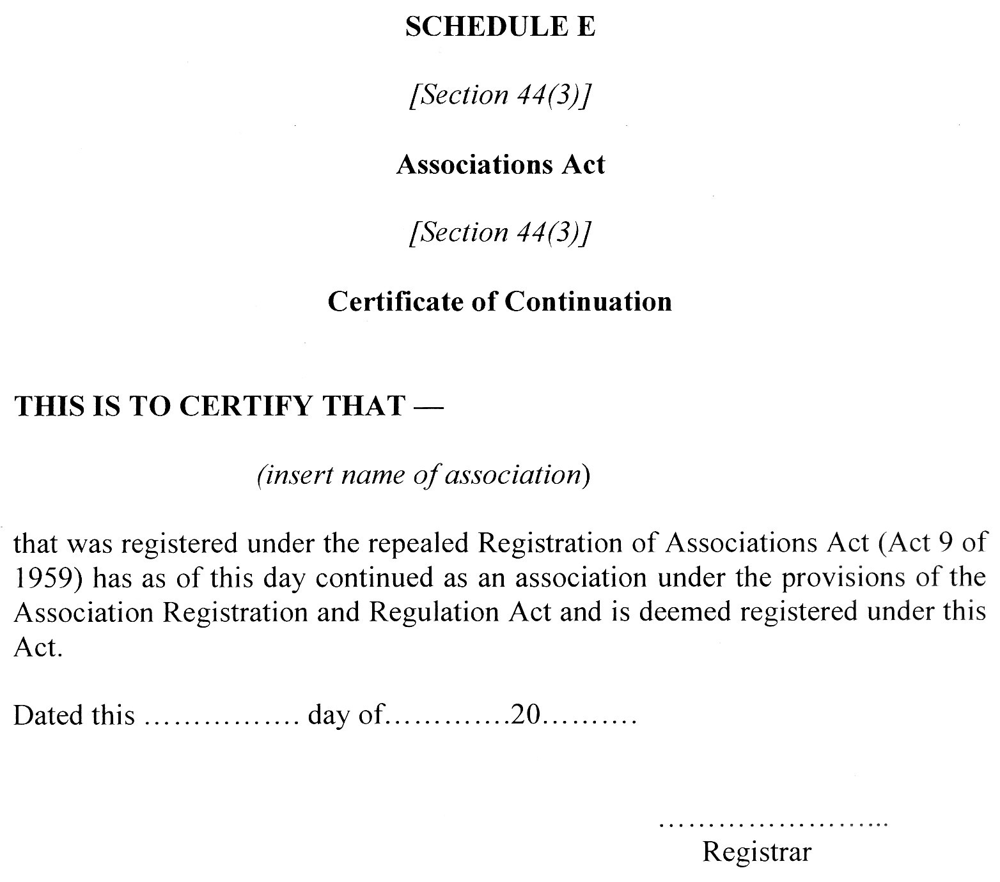 SCHEDULE E
[Section 44(3)]
Associations Act
[Section 44(3)]
Certificate of Continuation
THIS IS TO CERTIFY THAT —
(insert name of association)
that was registered under the repealed Registration of Associations Act (Act 9 of
1959) has as of this day continued as an association under the provisions of the
Association Registration and Regulation Act and is deemed registered under this
Act.
Dated this ................ day of.............20..........
........................
Registrar